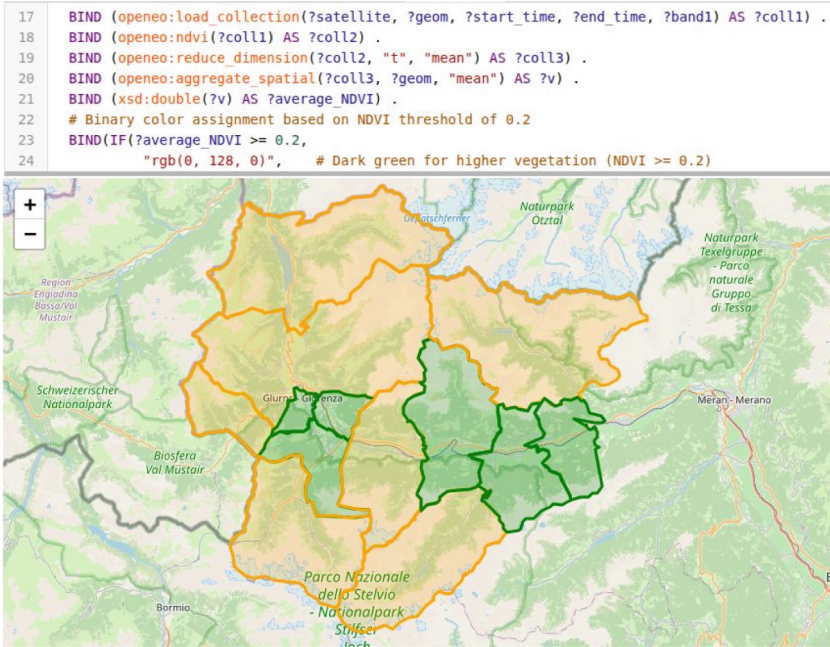 17 BIND (openeo:load_collection(?satellite, ?geom, ?start_time, ?end_time, ?band1) AS ?coll1) .
18 BIND (openeo:ndvi(?coll1) AS ?coll2) .
19 BIND (openeo:reduce_dimension(?coll2, "t", "mean") AS ?coll3) .
20 BIND (openeo:aggregate_spatial(?coll3, ?geom, "mean") AS ?v) .
21 BIND (xsd:double(?v) AS ?average_NDVI) .
22 # Binary color assignment based on NDVI threshold of 0.2
23 BIND(IF(?average_NDVI >= 0.2,
24 "rgb(0, 128, 0)", # Dark green for higher vegetation (NDVI >= 0.2)
+
−
Gepatschferner
Naturpark
Ötztal
Naturpark
Texelgruppe
- Parco
naturale
Gruppo
di Tessa
Region
Engiadina
Bassa/Val
Müstair
Schweizerischer
Nationalpark
Glurns - Glorenza
Meran - Merano
Biosfera
Val Müstair
Parco Nazionale
dello Stelvio
- Nationalpark
Stilfser
Joch
Bormio